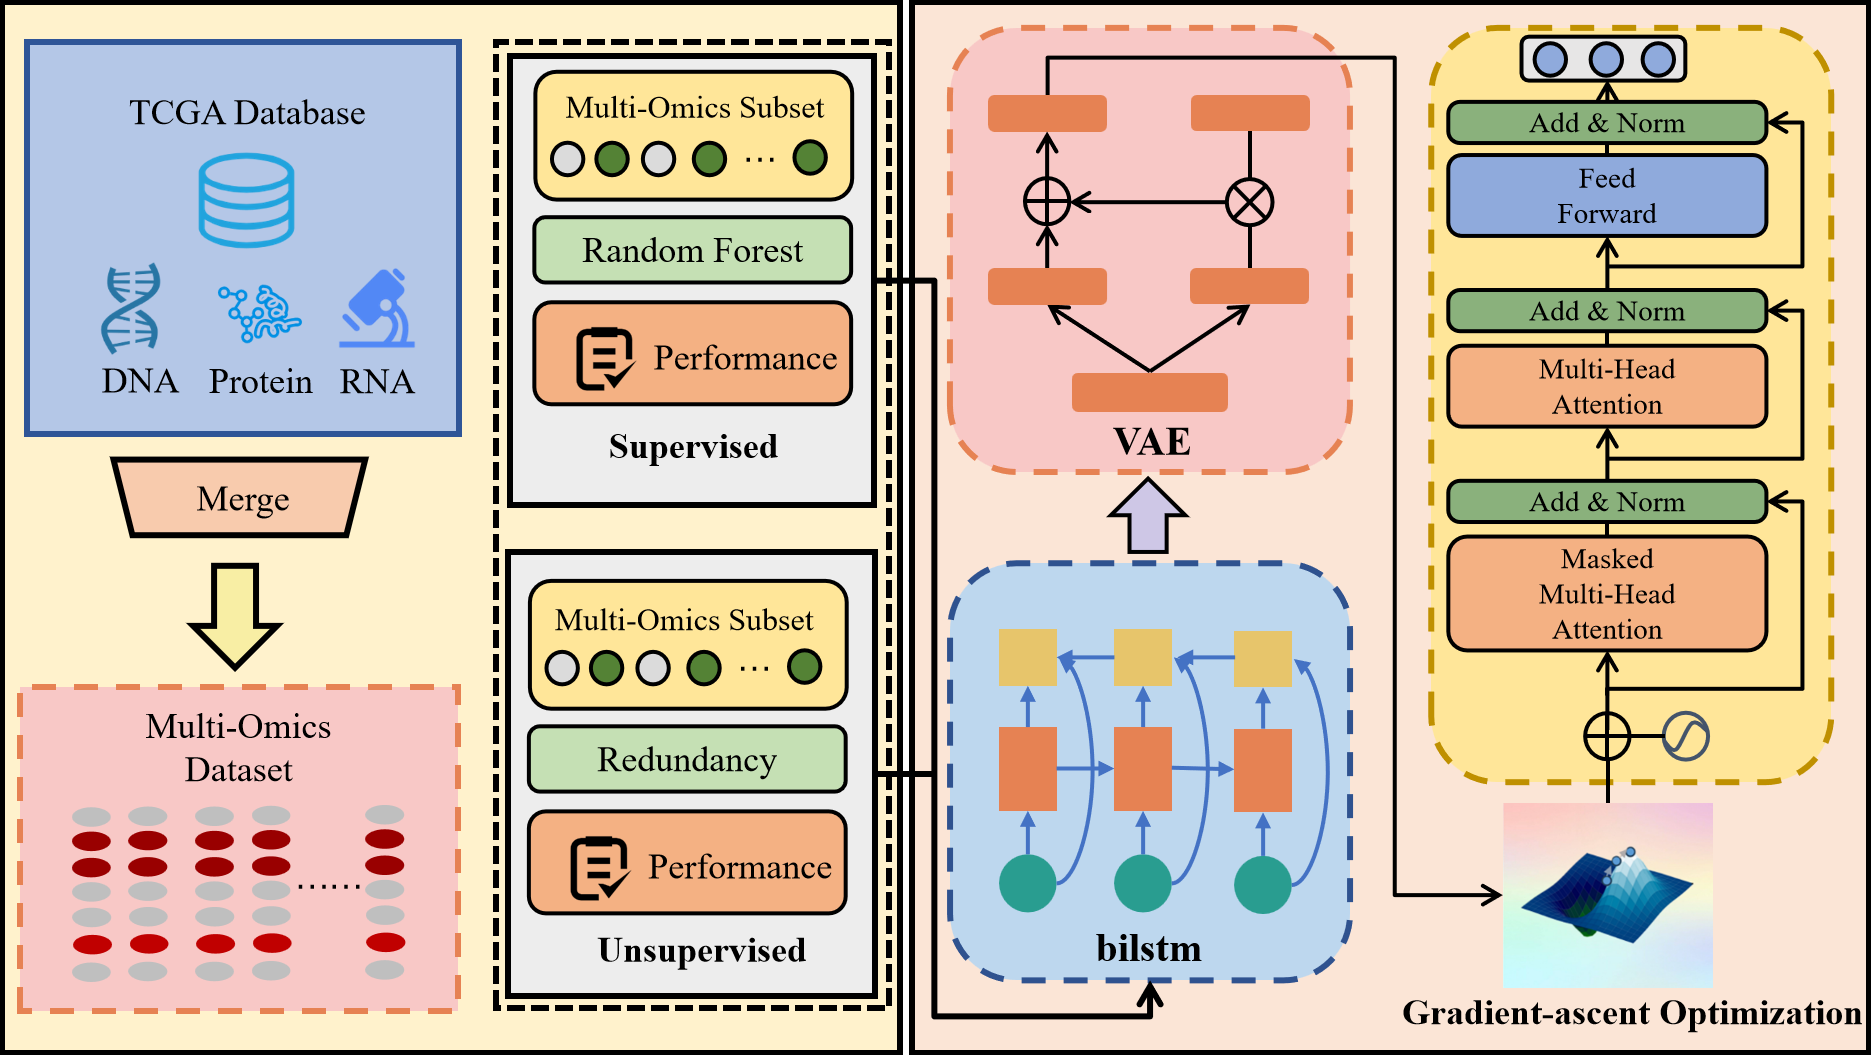 TCGA Database
DNA
Protein
RNA
Merge
Multi-Omics
Dataset
……
Multi-Omics Subset
…
Random Forest
Performance
Supervised
Multi-Omics Subset
…
Redundancy
Performance
Unsupervised
VAE
bilstm
Add & Norm
Feed
Forward
Add & Norm
Multi-Head
Attention
Add & Norm
Masked
Multi-Head
Attention
Gradient-ascent Optimization